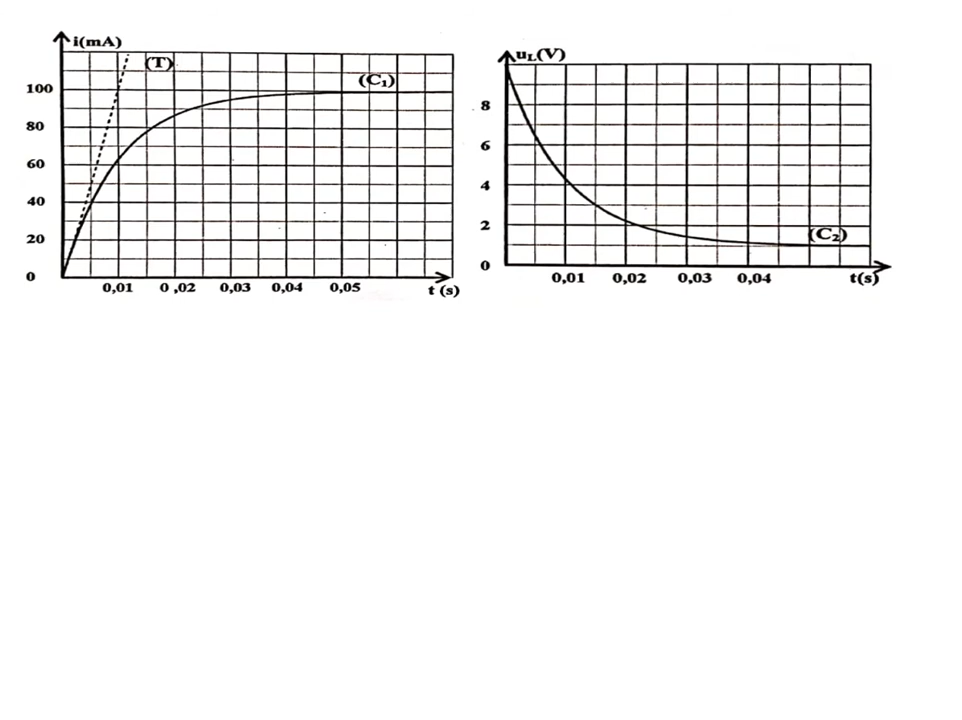 i(mA)
(T)
(C₁)
100
80
60
40
20
0
0,01 0 ,02 0,03 0,04 0,05 t (s)
uL(V)
8
6
4
2
0
(C₂)
0,01 0,02 0,03 0,04 t(s)